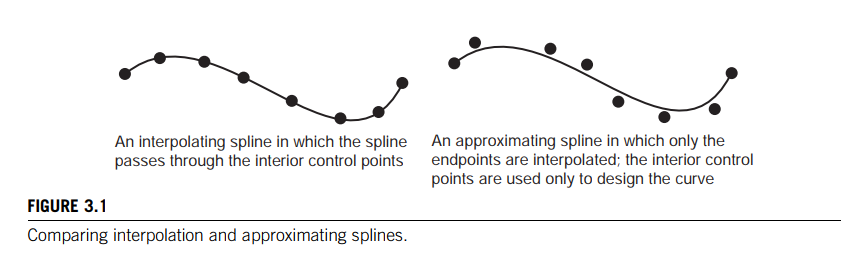 An interpolating spline in which the spline
passes through the interior control points
An approximating spline in which only the
endpoints are interpolated; the interior control
points are used only to design the curve
FIGURE 3.1
Comparing interpolation and approximating splines.